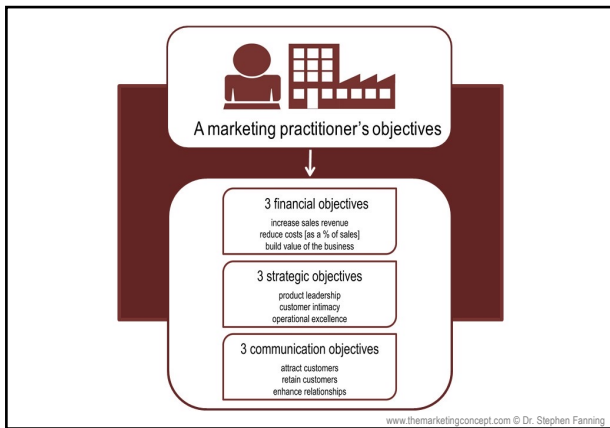 A marketing practitioner's objectives
3 financial objectives
increase sales revenue
reduce costs [as a % of sales]
build value of the business
3 strategic objectives
product leadership
customer intimacy
operational excellence
3 communication objectives
attract customers
retain customers
enhance relationships
www.themarketingconcept.com © Dr. Stephen Fanning